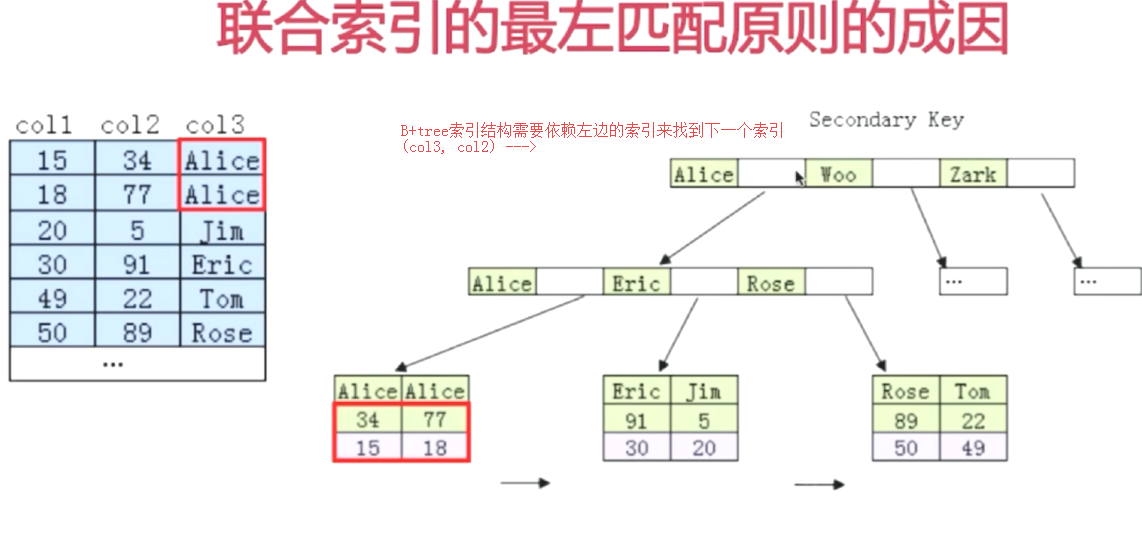 联合索引的最左匹配原则的成因
col1 col2 col3
15 34 Alice
18 77 Alice
20 5 Jim
30 91 Eric
49 22 Tom
50 89 Rose
...
B+tree索引结构需要依赖左边的索引来找到下一个索引
(col3, col2) --->
Secondary Key
Alice Woo Zark
Alice Eric Rose
...
...
Alice Alice
34 77
15 18
Eric Jim
91 5
30 20
Rose Tom
89 22
50 49